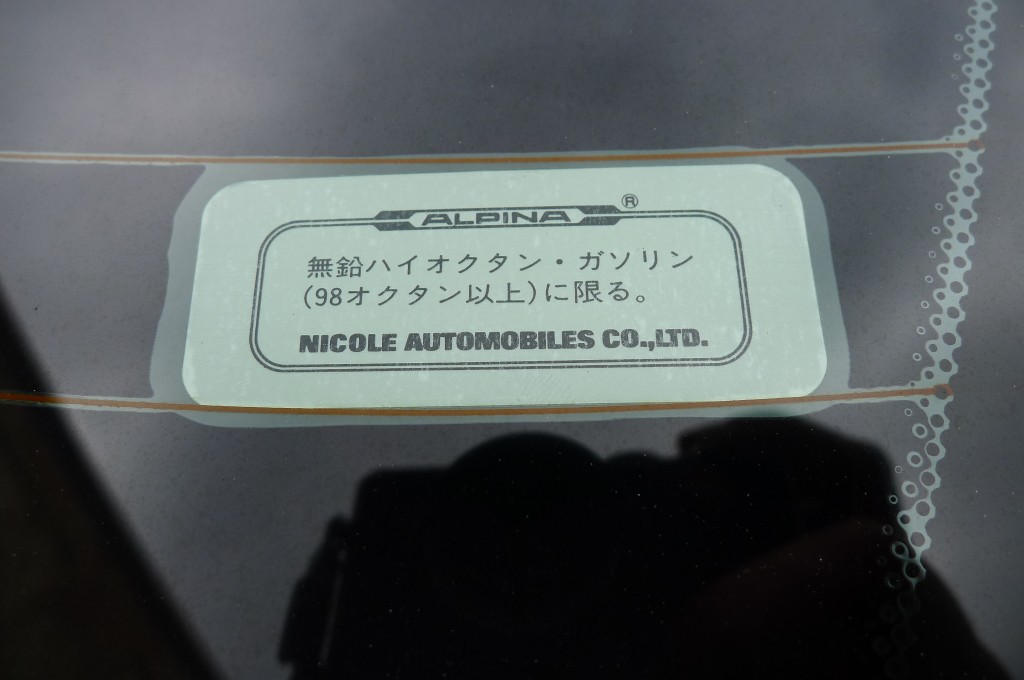 ALPINA®
無鉛ハイオクタン・ガソリン
(98オクタン以上)に限る。
NICOLE AUTOMOBILES CO.,LTD.